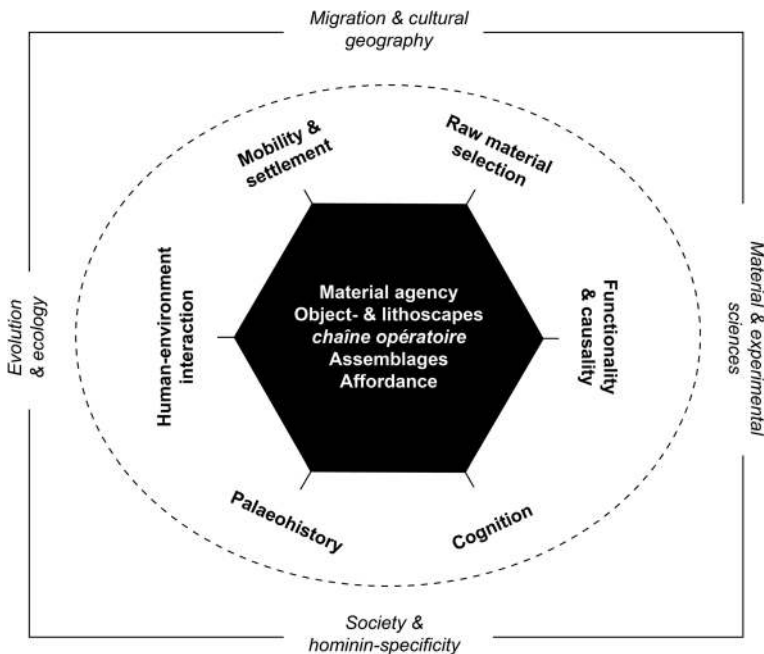 Migration & cultural
geography
Mobility &
settlement
Raw material
selection
Evolution
& ecology
Human-environment
interaction
Material agency
Object- & lithoscapes
chaîne opératoire
Assemblages
Affordance
Functionality
& causality
Material & experimental
sciences
Palaeohistory
Cognition
Society &
hominin-specificity